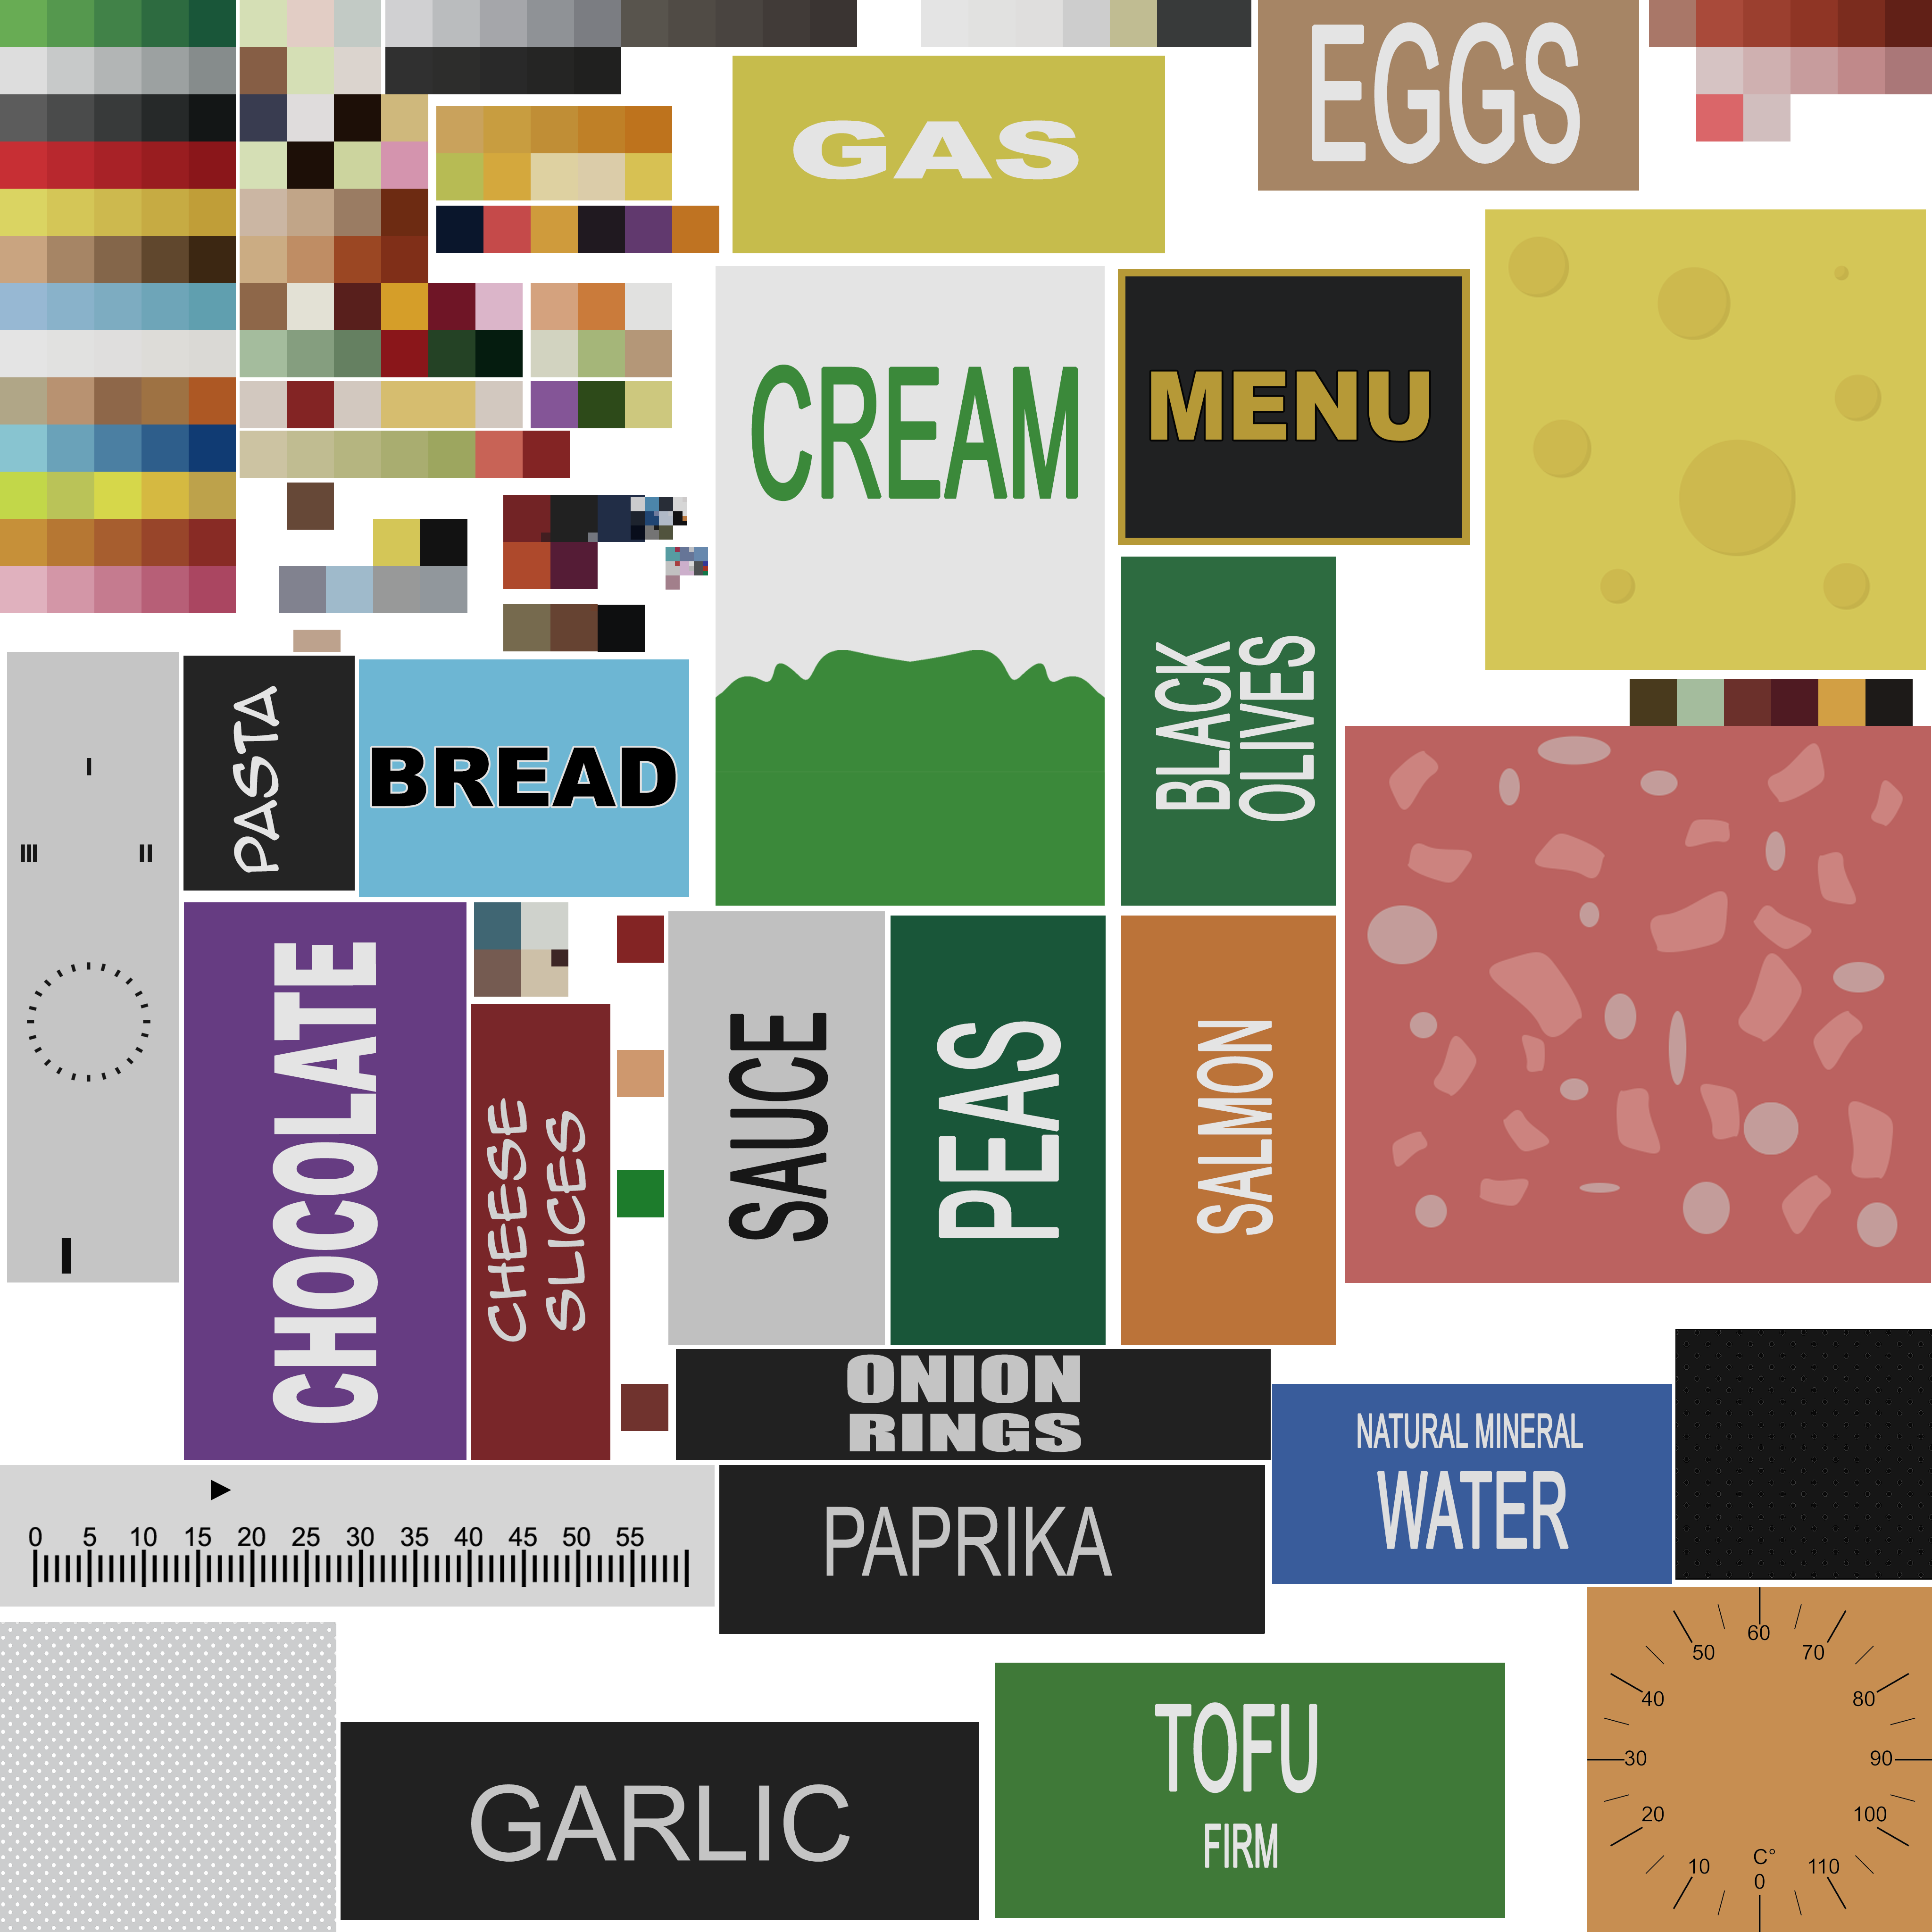 EGGS
GAS
CREAM
MENU
BLACK
OLIVES
PASTA
BREAD
I
III
II
I
CHOCOLATE
CHEESE
SLICES
SAUCE
PEAS
SALMON
ONION
RINGS
NATURAL MINERAL
WATER
0 5 10 15 20 25 30 35 40 45 50 55
PAPRIKA
GARLIC
TOFU
FIRM
60
50 70
40 80
30 90
20 100
10 C° 110
0